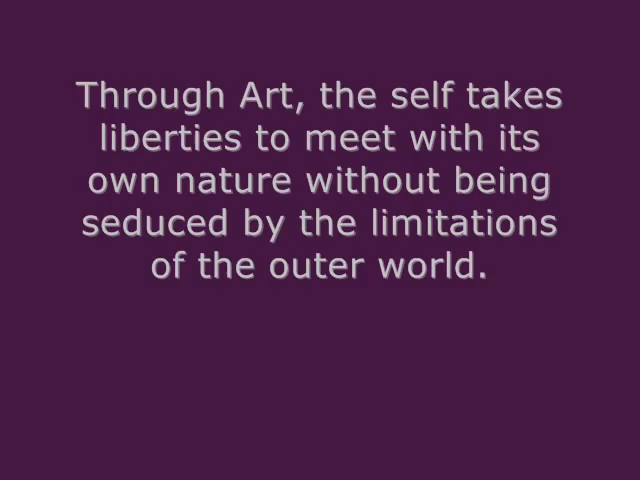 Through Art, the self takes
liberties to meet with its
own nature without being
seduced by the limitations
of the outer world.